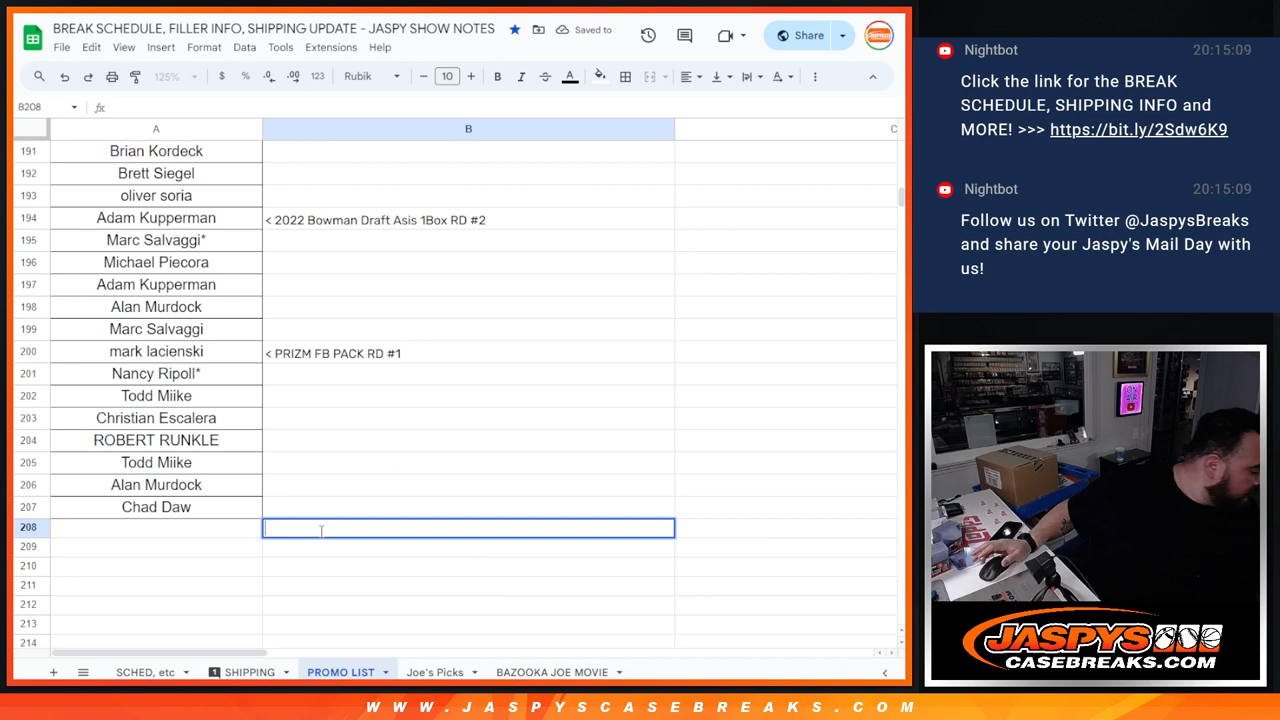 BREAK SCHEDULE, FILLER INFO, SHIPPING UPDATE - JASPY SHOW NOTES
Saved to
Share
File Edit View Insert Format Data Tools Extensions Help
125% $ % .0 .00 123 Rubik 10 B I A
B208 fx
A B C
191 Brian Kordeck
192 Brett Siegel
193 oliver soria
194 Adam Kupperman < 2022 Bowman Draft Asis 1Box RD #2
195 Marc Salvaggi*
196 Michael Piecora
197 Adam Kupperman
198 Alan Murdock
199 Marc Salvaggi
200 mark lacienski < PRIZM FB PACK RD #1
201 Nancy Ripoll*
202 Todd Miike
203 Christian Escalera
204 ROBERT RUNKLE
205 Todd Miike
206 Alan Murdock
207 Chad Daw
208
209
210
211
212
213
214
SCHED, etc 1 SHIPPING PROMO LIST Joe's Picks BAZOOKA JOE MOVIE
Nightbot 20:15:09
Click the link for the BREAK
SCHEDULE, SHIPPING INFO and
MORE! >>> https://bit.ly/2Sdw6K9
Nightbot 20:15:09
Follow us on Twitter @JaspysBreaks
and share your Jaspy's Mail Day with
us!
JASPYS
CASEBREAKS.COM
WWW.JASPYSCASEBREAKS.COM